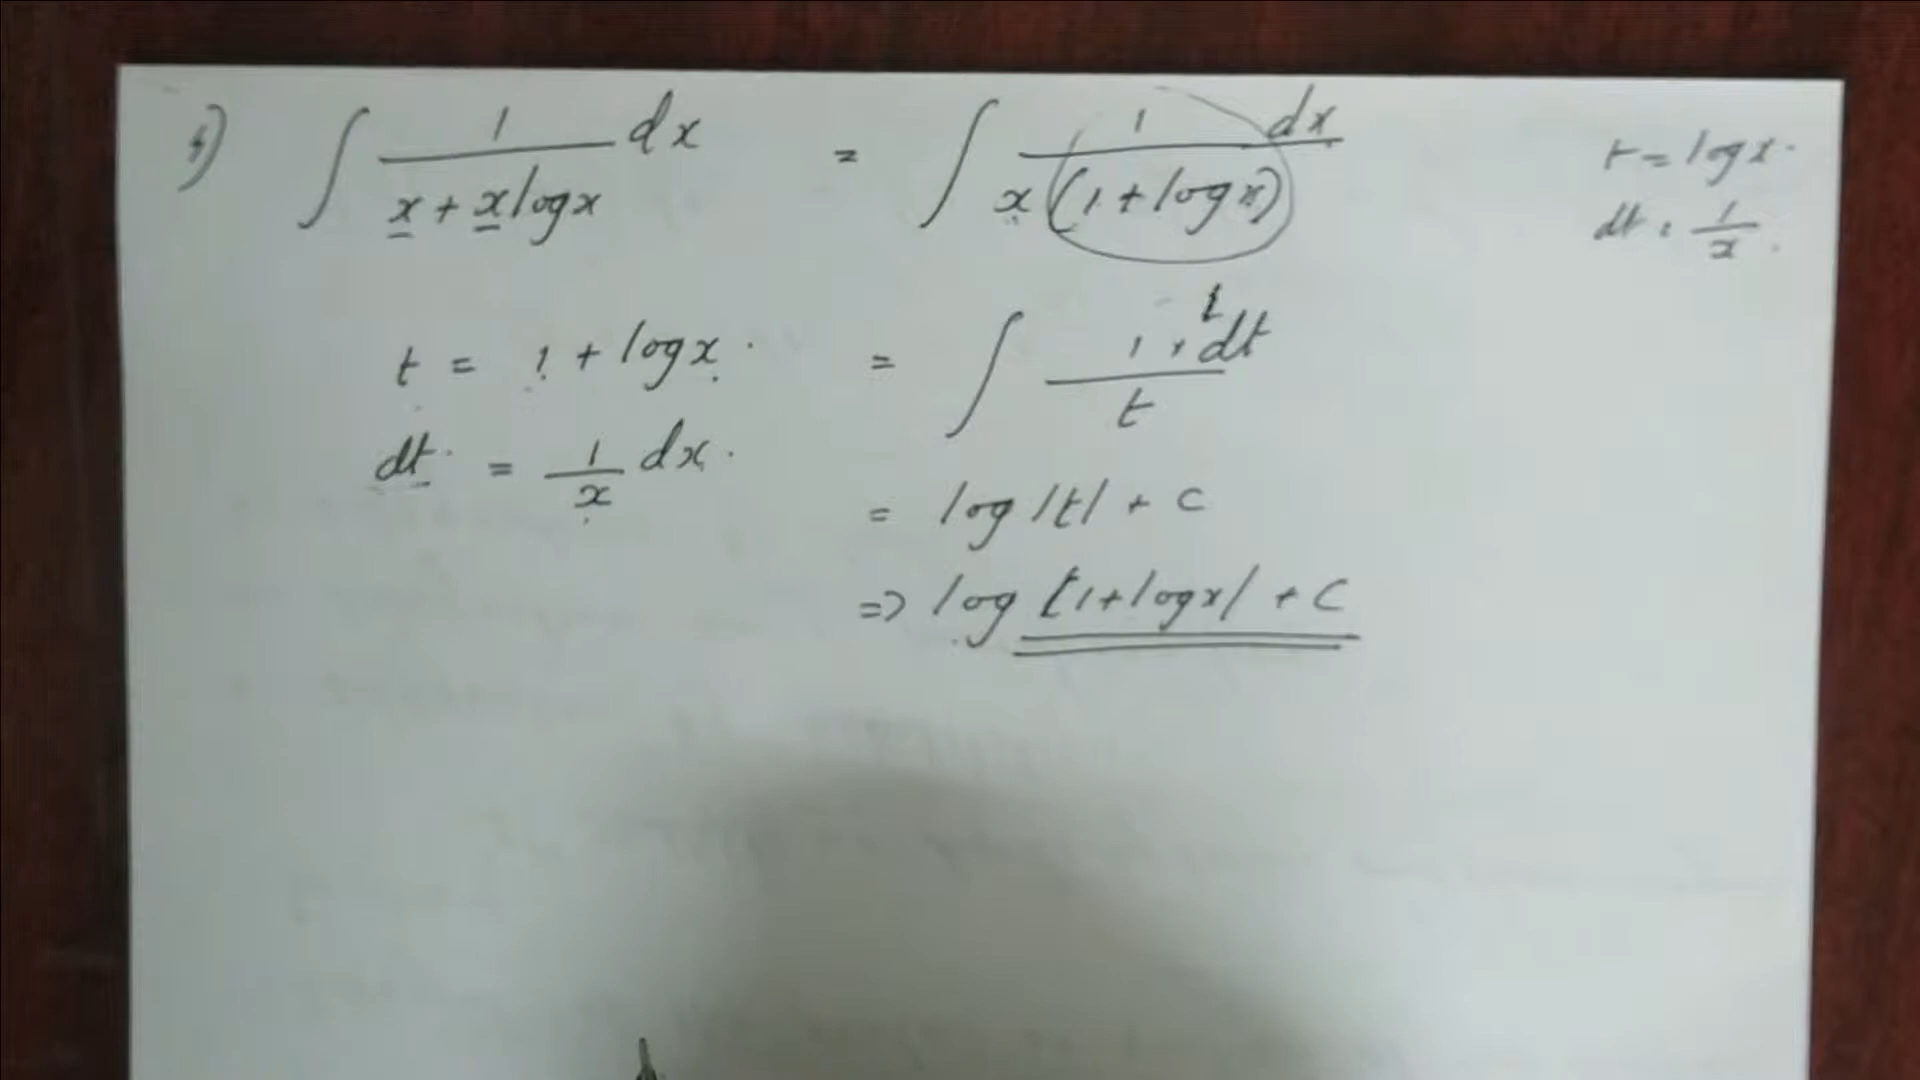 4) ∫ 1/(x + x log x) dx = ∫ 1 dx/(x (1 + log x))
t = log x.
dt = 1/x.
t = 1 + log x. = ∫ 1 . dt/t
dt = 1/x dx.
= log |t| + c
=> log |1 + log x| + C